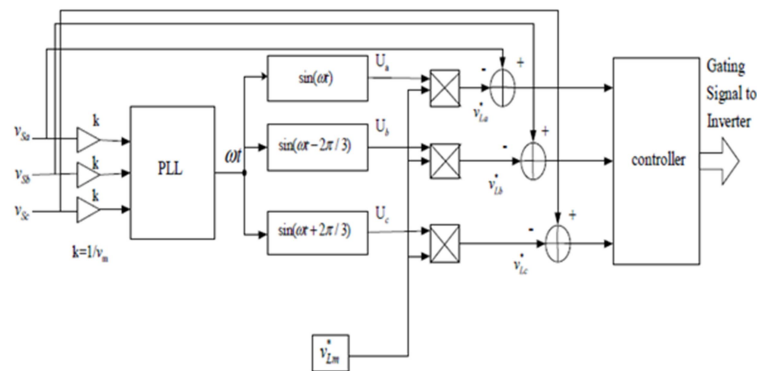 U_a
sin(ωt)
+
-
v*_La
Gating
Signal to
Inverter
k
v_Sa
U_b
sin(ωt−2π/3)
+
-
v*_Lb
k
v_Sb
PLL
ωt
controller
k
v_Sc
U_c
sin(ωt+2π/3)
+
-
v*_Lc
k=1/v_m
v*_Lm